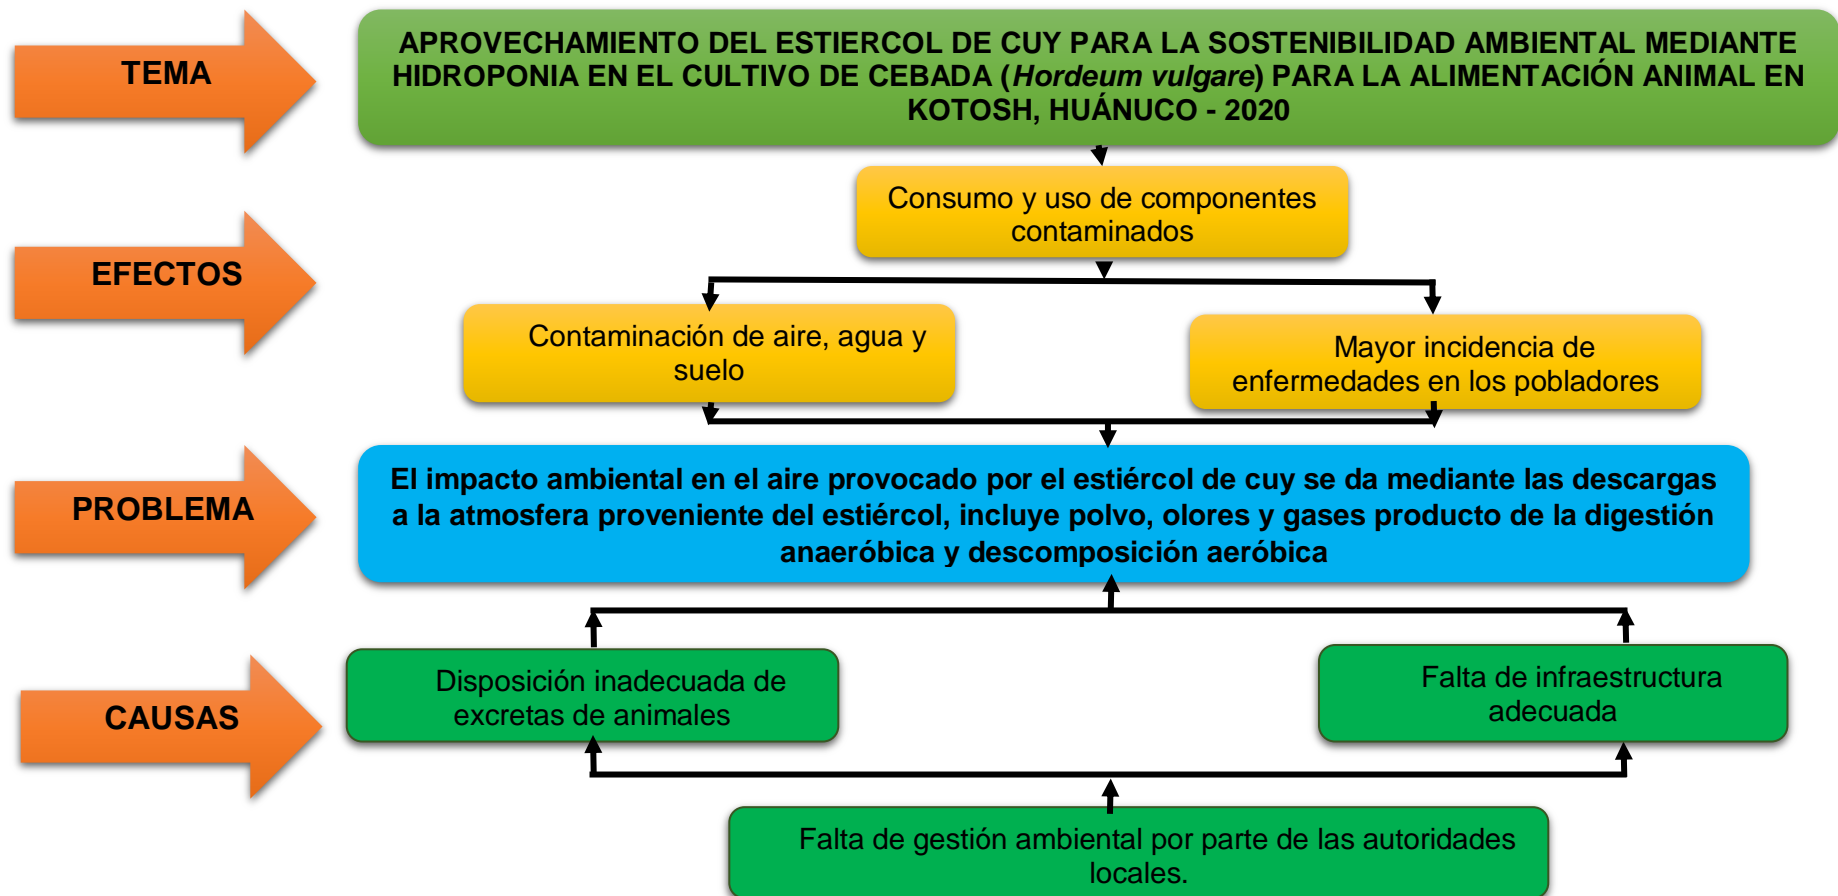 TEMA
APROVECHAMIENTO DEL ESTIERCOL DE CUY PARA LA SOSTENIBILIDAD AMBIENTAL MEDIANTE
HIDROPONIA EN EL CULTIVO DE CEBADA (Hordeum vulgare) PARA LA ALIMENTACIÓN ANIMAL EN
KOTOSH, HUÁNUCO - 2020
EFECTOS
Consumo y uso de componentes
contaminados
Contaminación de aire, agua y
suelo
Mayor incidencia de
enfermedades en los pobladores
PROBLEMA
El impacto ambiental en el aire provocado por el estiércol de cuy se da mediante las descargas
a la atmosfera proveniente del estiércol, incluye polvo, olores y gases producto de la digestión
anaeróbica y descomposición aeróbica
CAUSAS
Disposición inadecuada de
excretas de animales
Falta de infraestructura
adecuada
Falta de gestión ambiental por parte de las autoridades
locales.